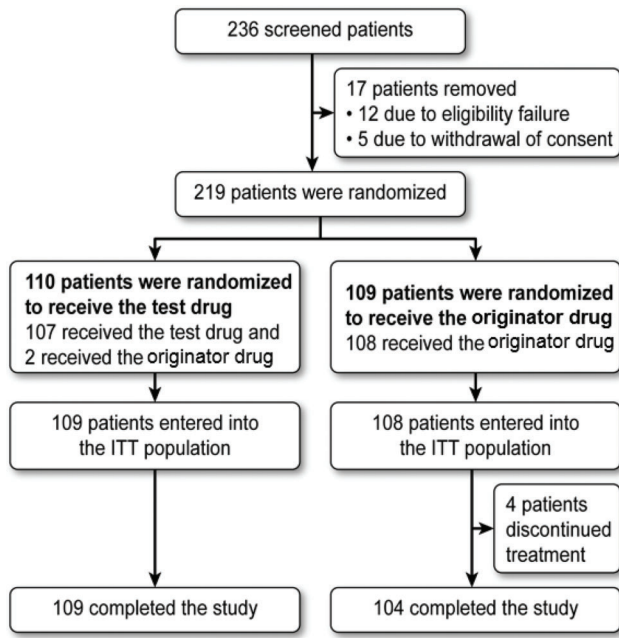 236 screened patients
17 patients removed
• 12 due to eligibility failure
• 5 due to withdrawal of consent
219 patients were randomized
110 patients were randomized
to receive the test drug
107 received the test drug and
2 received the originator drug
109 patients were randomized
to receive the originator drug
108 received the originator drug
109 patients entered into
the ITT population
108 patients entered into
the ITT population
4 patients
discontinued
treatment
109 completed the study
104 completed the study